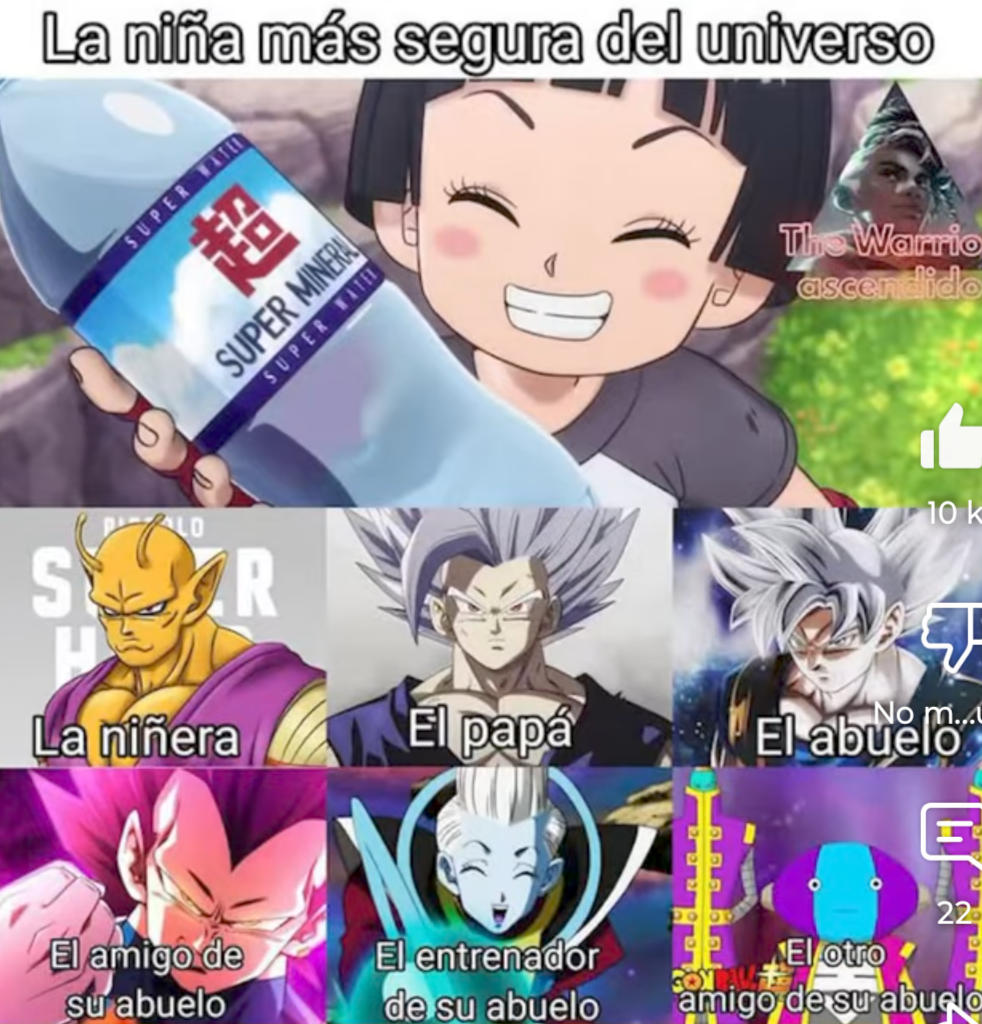 La niña más segura del universo
SUPER WATER
超
SUPER MINERAL
SUPER WATER
The Warrio
ascendido
10 k
La niñera
El papá
El abuelo
No m...u
El amigo de
su abuelo
El entrenador
de su abuelo
El otro
amigo de su abuelo
22